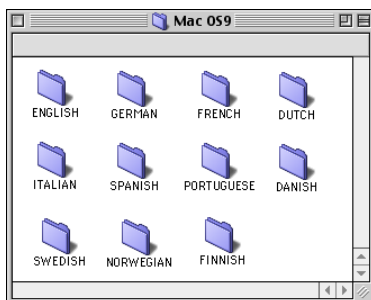 Mac OS9
ENGLISH GERMAN FRENCH DUTCH
ITALIAN SPANISH PORTUGUESE DANISH
SWEDISH NORWEGIAN FINNISH